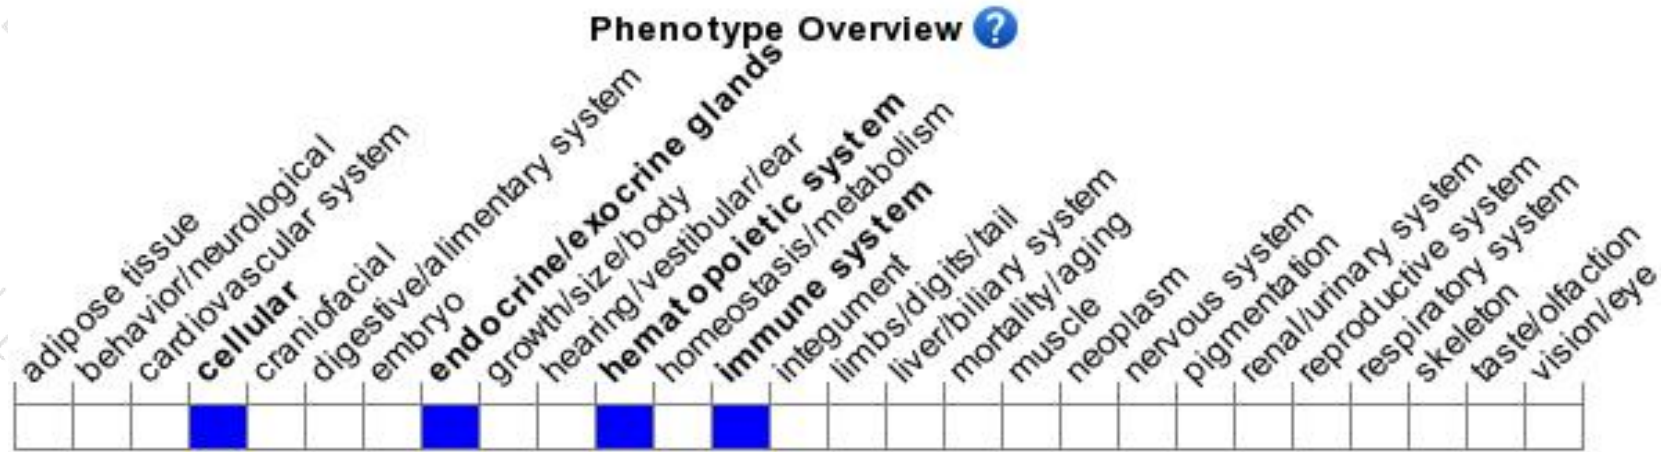 Phenotype Overview ?
adipose tissue
behavior/neurological
cardiovascular system
cellular
craniofacial
digestive/alimentary system
embryo
endocrine/exocrine glands
growth/size/body
hearing/vestibular/ear
hematopoietic system
homeostasis/metabolism
immune system
integument
limbs/digits/tail
liver/biliary system
mortality/aging
muscle
neoplasm
nervous system
pigmentation
renal/urinary system
reproductive system
respiratory system
skeleton
taste/olfaction
vision/eye